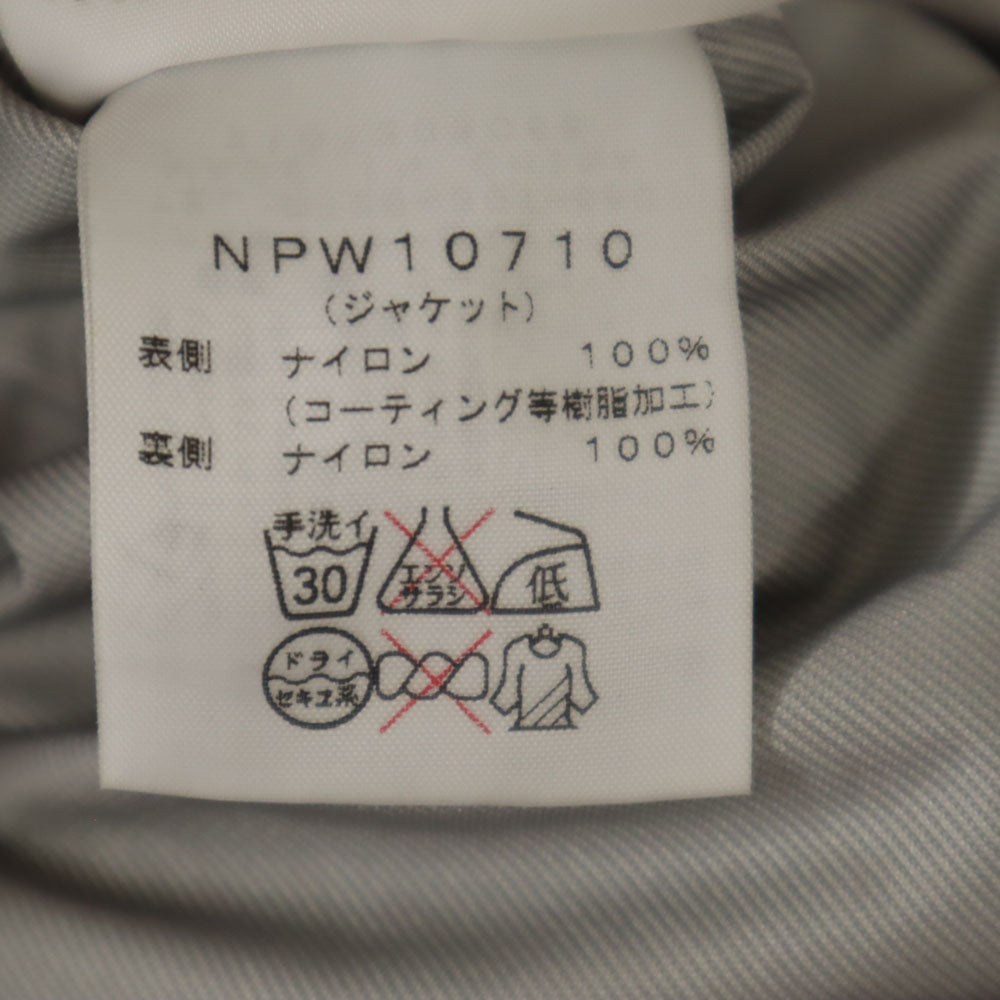 NPW10710
(ジャケット)
表側 ナイロン 100%
(コーティング等樹脂加工)
裏側 ナイロン 100%
手洗イ
30
エンソ
サラシ
低
ドライ
セキユ系